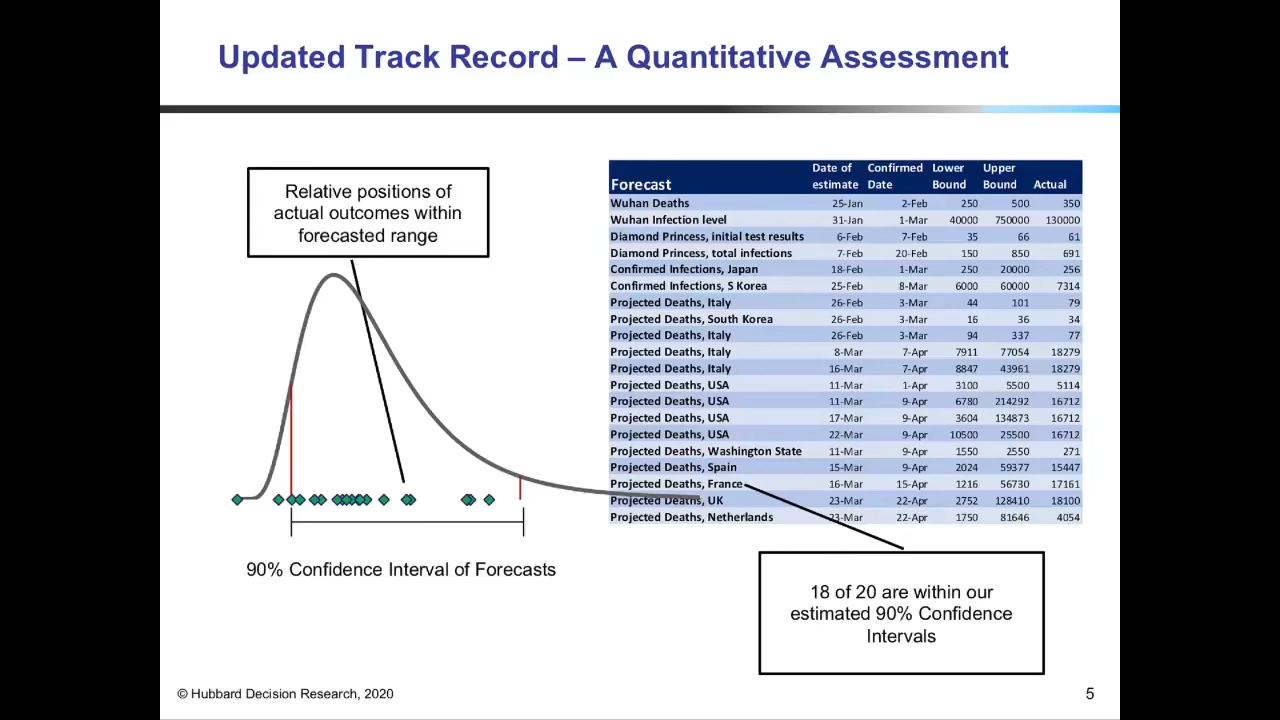 Updated Track Record – A Quantitative Assessment
Relative positions of
actual outcomes within
forecasted range
90% Confidence Interval of Forecasts
Date of Confirmed Lower Upper
Forecast estimate Date Bound Bound Actual
Wuhan Deaths 25-Jan 2-Feb 250 500 350
Wuhan Infection level 31-Jan 1-Mar 40000 750000 130000
Diamond Princess, initial test results 6-Feb 7-Feb 35 66 61
Diamond Princess, total infections 7-Feb 20-Feb 150 850 691
Confirmed Infections, Japan 18-Feb 1-Mar 250 20000 256
Confirmed Infections, S Korea 25-Feb 8-Mar 6000 60000 7314
Projected Deaths, Italy 26-Feb 3-Mar 44 101 79
Projected Deaths, South Korea 26-Feb 3-Mar 16 36 34
Projected Deaths, Italy 26-Feb 3-Mar 94 337 77
Projected Deaths, Italy 8-Mar 7-Apr 7911 77054 18279
Projected Deaths, Italy 16-Mar 7-Apr 8847 43961 18279
Projected Deaths, USA 11-Mar 1-Apr 3100 5500 5114
Projected Deaths, USA 11-Mar 9-Apr 6780 214292 16712
Projected Deaths, USA 17-Mar 9-Apr 3604 134873 16712
Projected Deaths, USA 22-Mar 9-Apr 10500 25500 16712
Projected Deaths, Washington State 11-Mar 9-Apr 1550 2550 271
Projected Deaths, Spain 15-Mar 9-Apr 2024 59377 15447
Projected Deaths, France 16-Mar 15-Apr 1216 56730 17161
Projected Deaths, UK 23-Mar 22-Apr 2752 128410 18100
Projected Deaths, Netherlands 23-Mar 22-Apr 1750 81646 4054
18 of 20 are within our
estimated 90% Confidence
Intervals
© Hubbard Decision Research, 2020
5